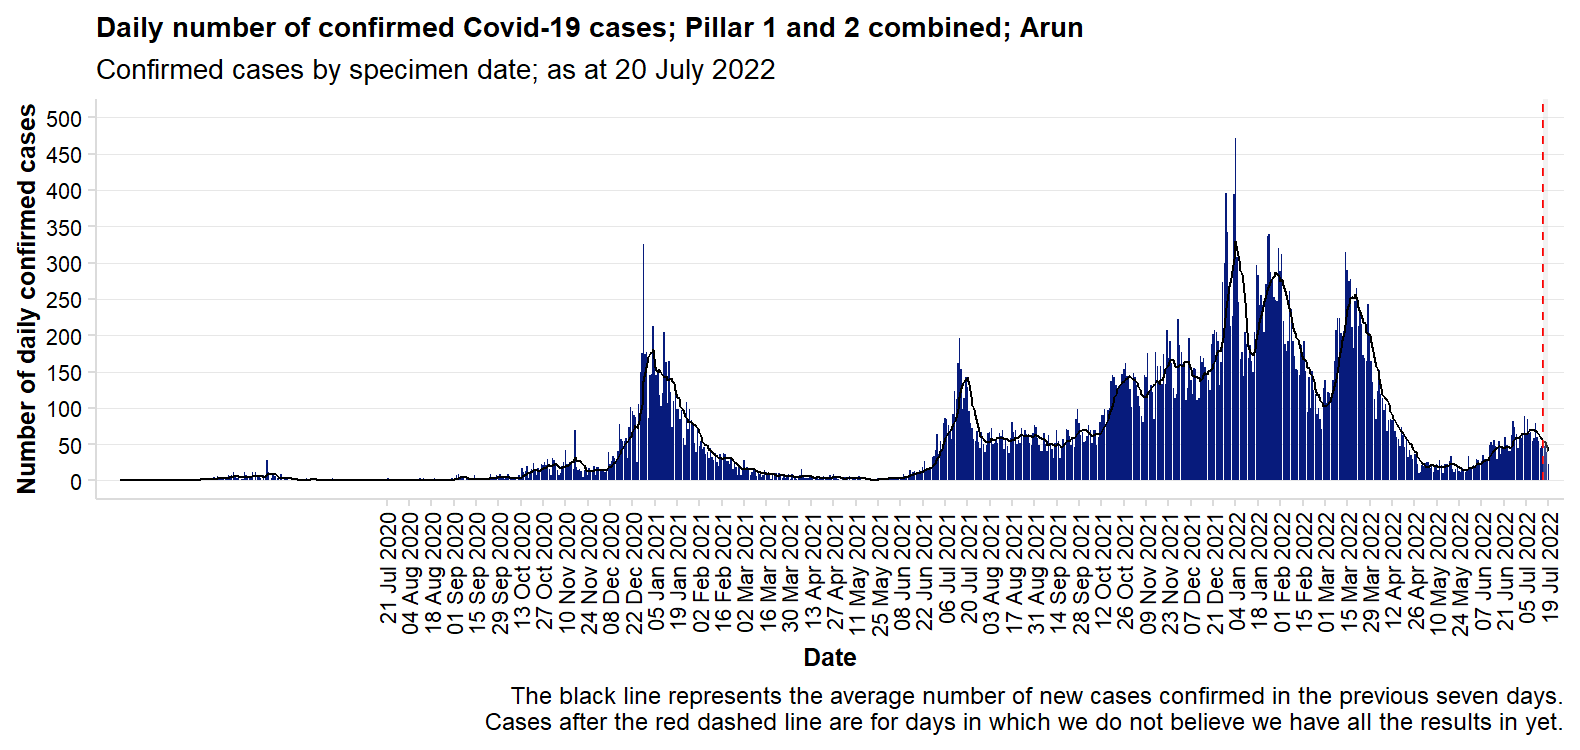 Daily number of confirmed Covid-19 cases; Pillar 1 and 2 combined; Arun
Confirmed cases by specimen date; as at 20 July 2022
Number of daily confirmed cases
500
450
400
350
300
250
200
150
100
50
0
21 Jul 2020
04 Aug 2020
18 Aug 2020
01 Sep 2020
15 Sep 2020
29 Sep 2020
13 Oct 2020
27 Oct 2020
10 Nov 2020
24 Nov 2020
08 Dec 2020
22 Dec 2020
05 Jan 2021
19 Jan 2021
02 Feb 2021
16 Feb 2021
02 Mar 2021
16 Mar 2021
30 Mar 2021
13 Apr 2021
27 Apr 2021
11 May 2021
25 May 2021
08 Jun 2021
22 Jun 2021
06 Jul 2021
20 Jul 2021
03 Aug 2021
17 Aug 2021
31 Aug 2021
14 Sep 2021
28 Sep 2021
12 Oct 2021
26 Oct 2021
09 Nov 2021
23 Nov 2021
07 Dec 2021
21 Dec 2021
04 Jan 2022
18 Jan 2022
01 Feb 2022
15 Feb 2022
01 Mar 2022
15 Mar 2022
29 Mar 2022
12 Apr 2022
26 Apr 2022
10 May 2022
24 May 2022
07 Jun 2022
21 Jun 2022
05 Jul 2022
19 Jul 2022
Date
The black line represents the average number of new cases confirmed in the previous seven days.
Cases after the red dashed line are for days in which we do not believe we have all the results in yet.